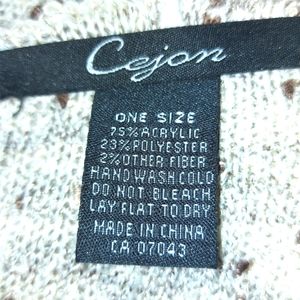 Cejon
ONE SIZE
75% ACRYLIC
23% POLYESTER
2% OTHER FIBER
HAND WASH COLD
DO NOT BLEACH
LAY FLAT TO DRY
MADE IN CHINA
CA 07043